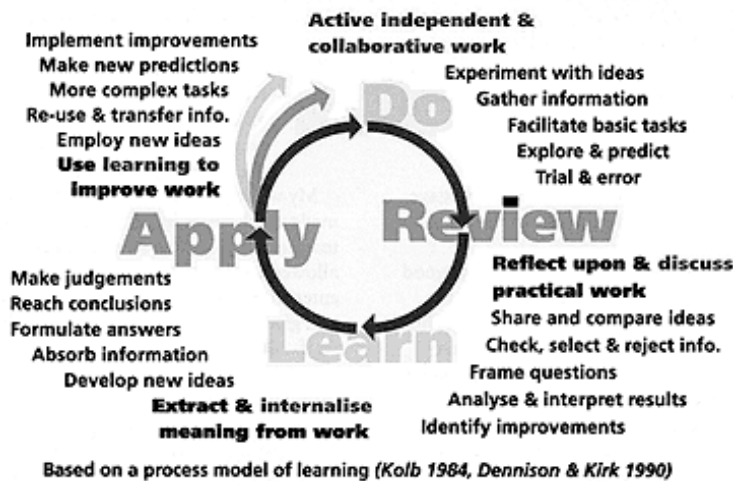 Active independent &
collaborative work
Do
Experiment with ideas
Gather information
Facilitate basic tasks
Explore & predict
Trial & error
Review
Reflect upon & discuss
practical work
Share and compare ideas
Check, select & reject info.
Frame questions
Analyse & interpret results
Identify improvements
Learn
Extract & internalise
meaning from work
Develop new ideas
Absorb information
Formulate answers
Reach conclusions
Make judgements
Apply
Implement improvements
Make new predictions
More complex tasks
Re-use & transfer info.
Employ new ideas
Use learning to
improve work
Based on a process model of learning (Kolb 1984, Dennison & Kirk 1990)